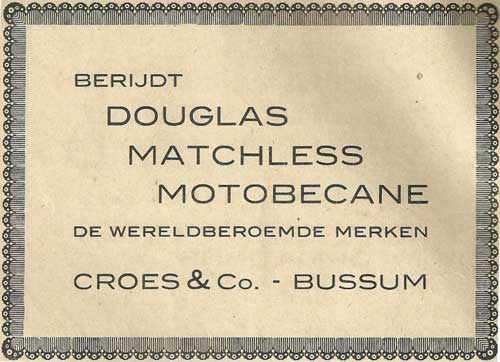 BERIJDT
DOUGLAS
MATCHLESS
MOTOBECANE
DE WERELDBEROEMDE MERKEN
CROES & Co. - BUSSUM